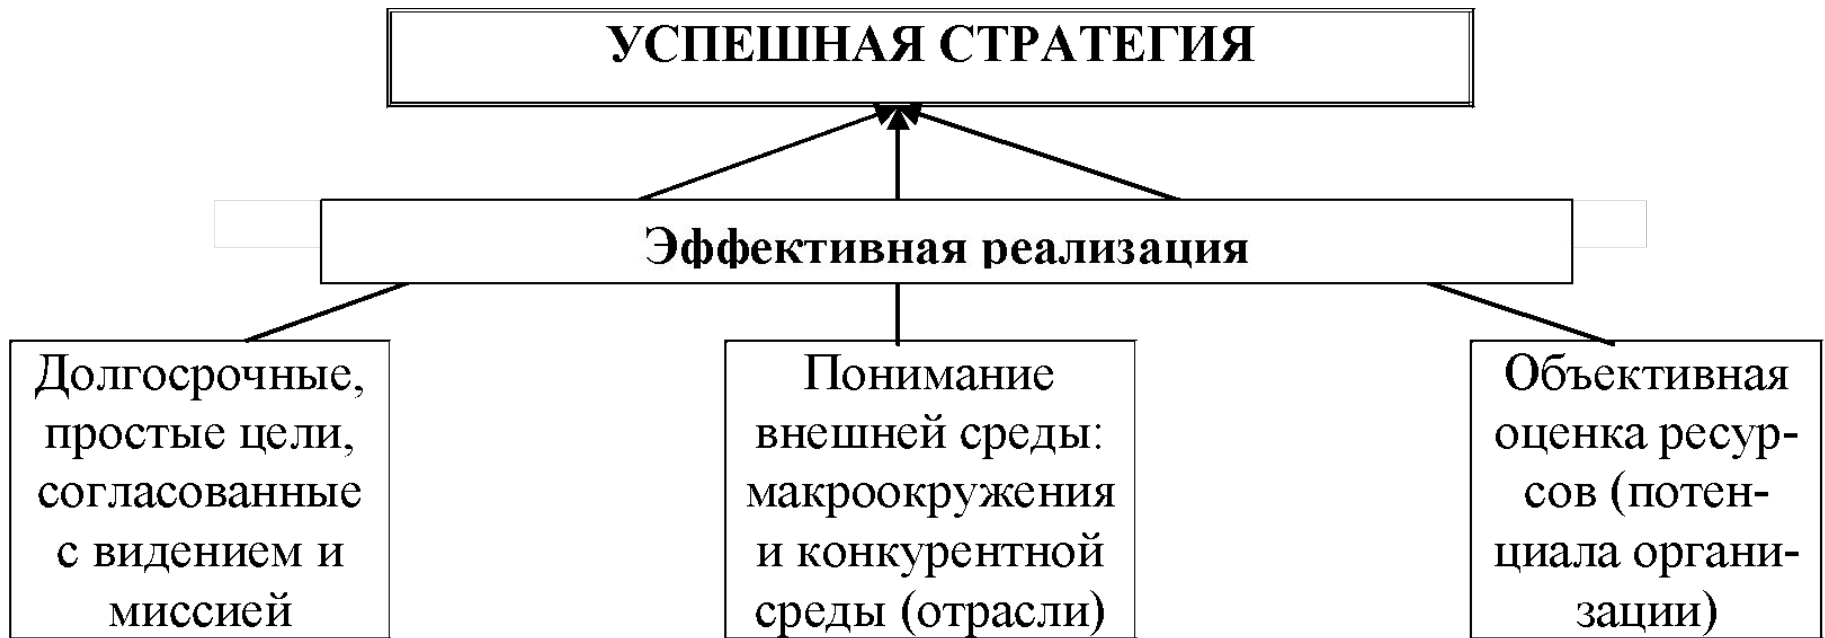 УСПЕШНАЯ СТРАТЕГИЯ
Эффективная реализация
Долгосрочные,
простые цели,
согласованные
с видением и
миссией
Понимание
внешней среды:
макроокружения
и конкурентной
среды (отрасли)
Объективная
оценка ресур-
сов (потен-
циала органи-
зации)